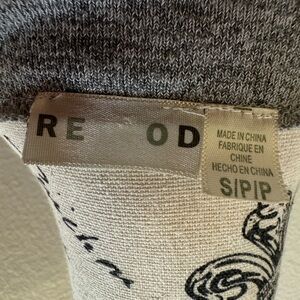 RE OD
MADE IN CHINA
FABRIQUE EN
CHINE
HECHO EN CHINA
S/P/P